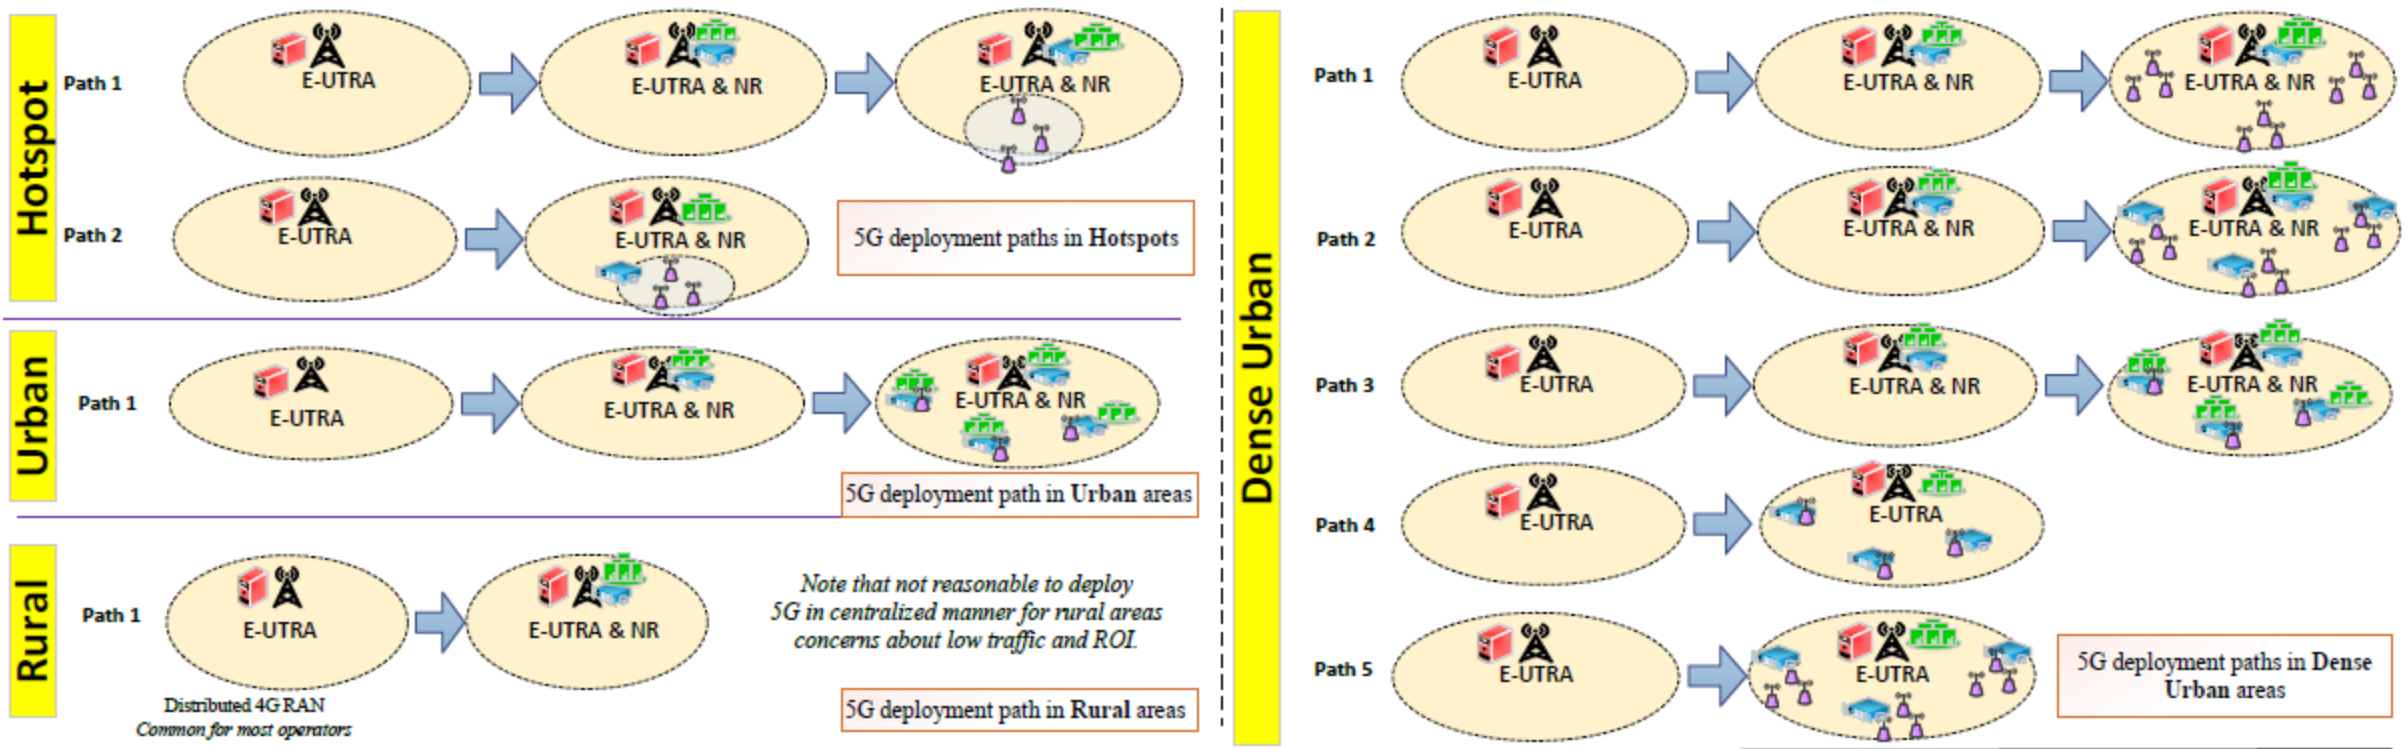 Hotspot
Path 1
E-UTRA
E-UTRA & NR
E-UTRA & NR
Path 2
E-UTRA
E-UTRA & NR
5G deployment paths in Hotspots
Urban
Path 1
E-UTRA
E-UTRA & NR
E-UTRA & NR
5G deployment path in Urban areas
Rural
Path 1
E-UTRA
E-UTRA & NR
Note that not reasonable to deploy
5G in centralized manner for rural areas
concerns about low traffic and ROI.
Distributed 4G RAN
Common for most operators
5G deployment path in Rural areas
Dense Urban
Path 1
E-UTRA
E-UTRA & NR
E-UTRA & NR
Path 2
E-UTRA
E-UTRA & NR
E-UTRA & NR
Path 3
E-UTRA
E-UTRA & NR
E-UTRA & NR
Path 4
E-UTRA
E-UTRA
Path 5
E-UTRA
E-UTRA
5G deployment paths in Dense
Urban areas